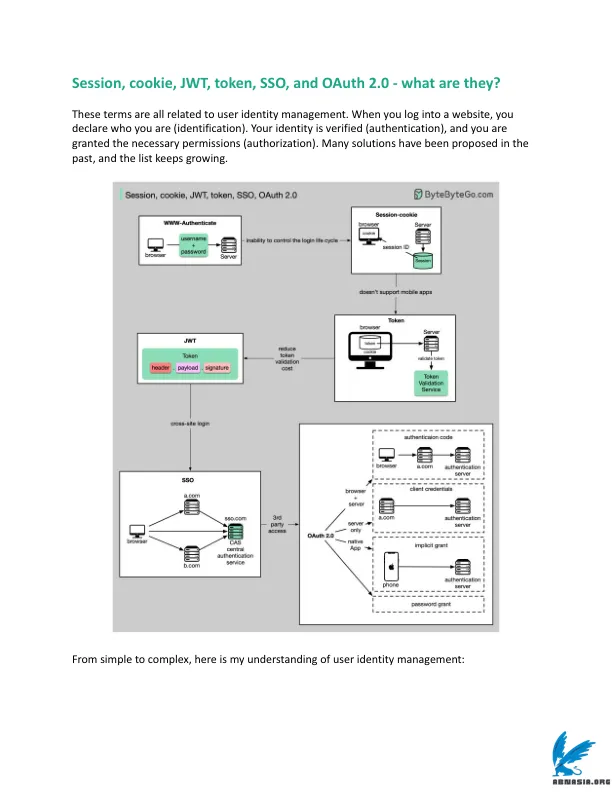 Session, cookie, JWT, token, SSO, and OAuth 2.0 - what are they?
These terms are all related to user identity management. When you log into a website, you
declare who you are (identification). Your identity is verified (authentication), and you are
granted the necessary permissions (authorization). Many solutions have been proposed in the
past, and the list keeps growing.
Session, cookie, JWT, token, SSO, OAuth 2.0
ByteByteGo.com
WWW-Authenticate
browser
username
+
password
Server
inability to control the login life cycle
Session-cookie
browser
cookie
Server
session ID
Session
doesn't support mobile apps
Token
browser
token
cookie
Server
validate token
Token
Validation
Service
reduce
token
validation
cost
JWT
Token
header
payload
signature
cross-site login
SSO
a.com
browser
b.com
sso.com
CAS
central
authentication
service
3rd
party
access
OAuth 2.0
browser
+
server
server
only
native
App
authenticaion code
browser
a.com
authentication
server
client credentials
a.com
authentication
server
implicit grant
phone
authentication
server
password grant
From simple to complex, here is my understanding of user identity management:
ABNASIA.ORG